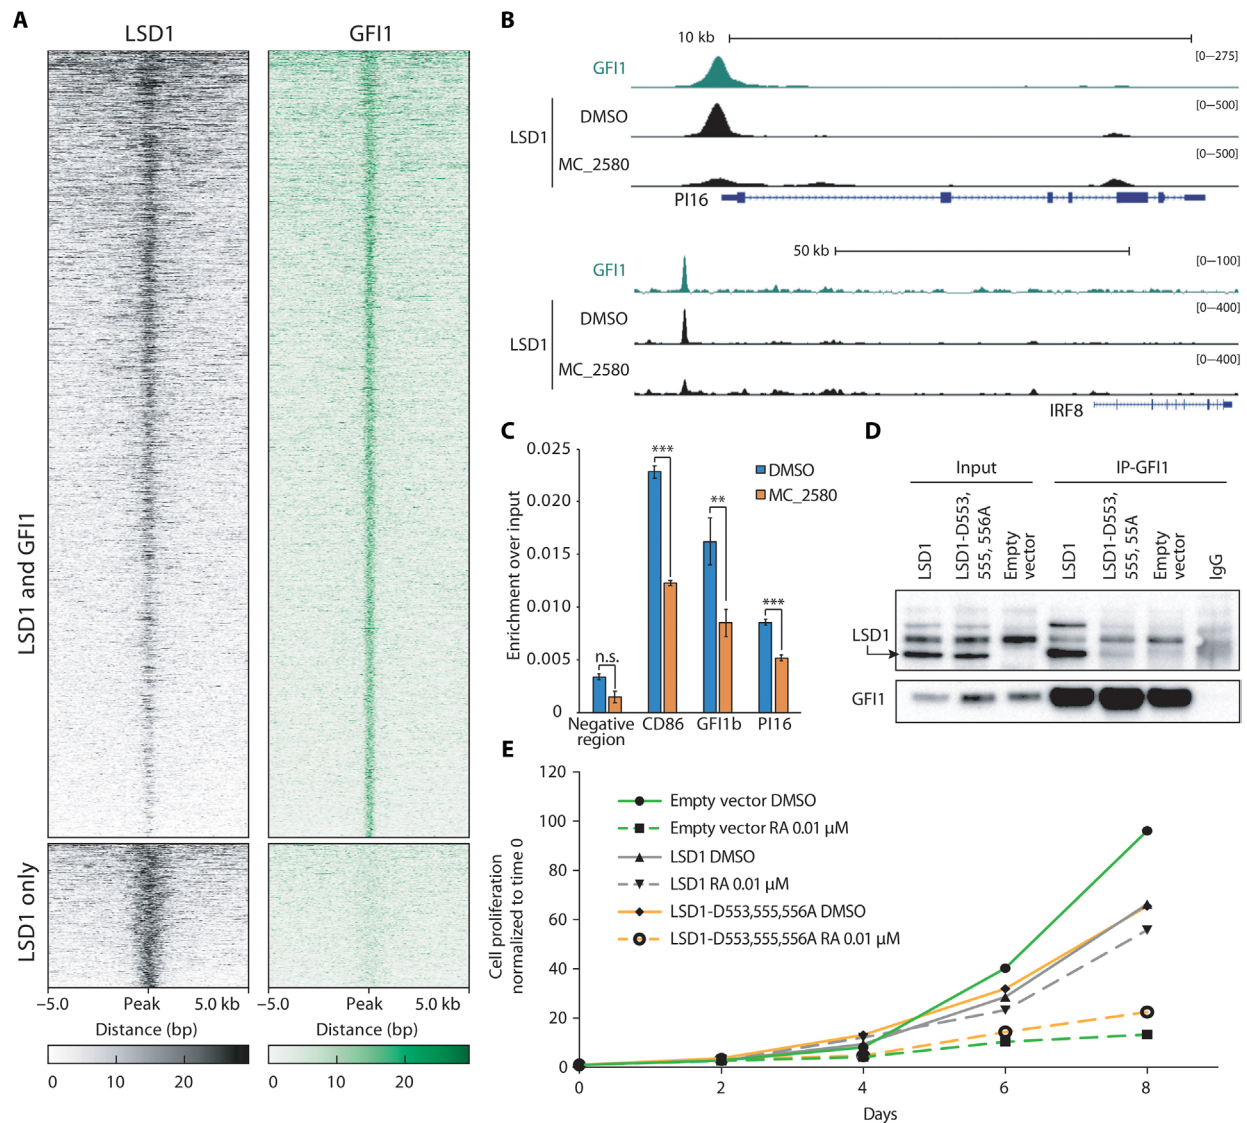 A
LSD1
GFI1
LSD1 and GFI1
LSD1 only
−5.0 Peak 5.0 kb
−5.0 Peak 5.0 kb
Distance (bp)
Distance (bp)
0 10 20
0 20
B
10 kb
[0–275]
GFI1
[0–500]
DMSO
LSD1
[0–500]
MC_2580
PI16
50 kb
[0–100]
GFI1
[0–400]
DMSO
LSD1
[0–400]
MC_2580
IRF8
C
Enrichment over input
0.025
0.020
0.015
0.010
0.005
0
DMSO
MC_2580
n.s.
***
**
***
Negative
region
CD86
GFI1b
PI16
D
Input
IP-GFI1
LSD1
LSD1-D553,
555, 556A
Empty
vector
LSD1
LSD1-D553,
555, 55A
Empty
vector
IgG
LSD1
GFI1
E
Cell proliferation
normalized to time 0
120
100
80
60
40
20
0
Empty vector DMSO
Empty vector RA 0.01 µM
LSD1 DMSO
LSD1 RA 0.01 µM
LSD1-D553,555,556A DMSO
LSD1-D553,555,556A RA 0.01 µM
0 2 4 6 8
Days